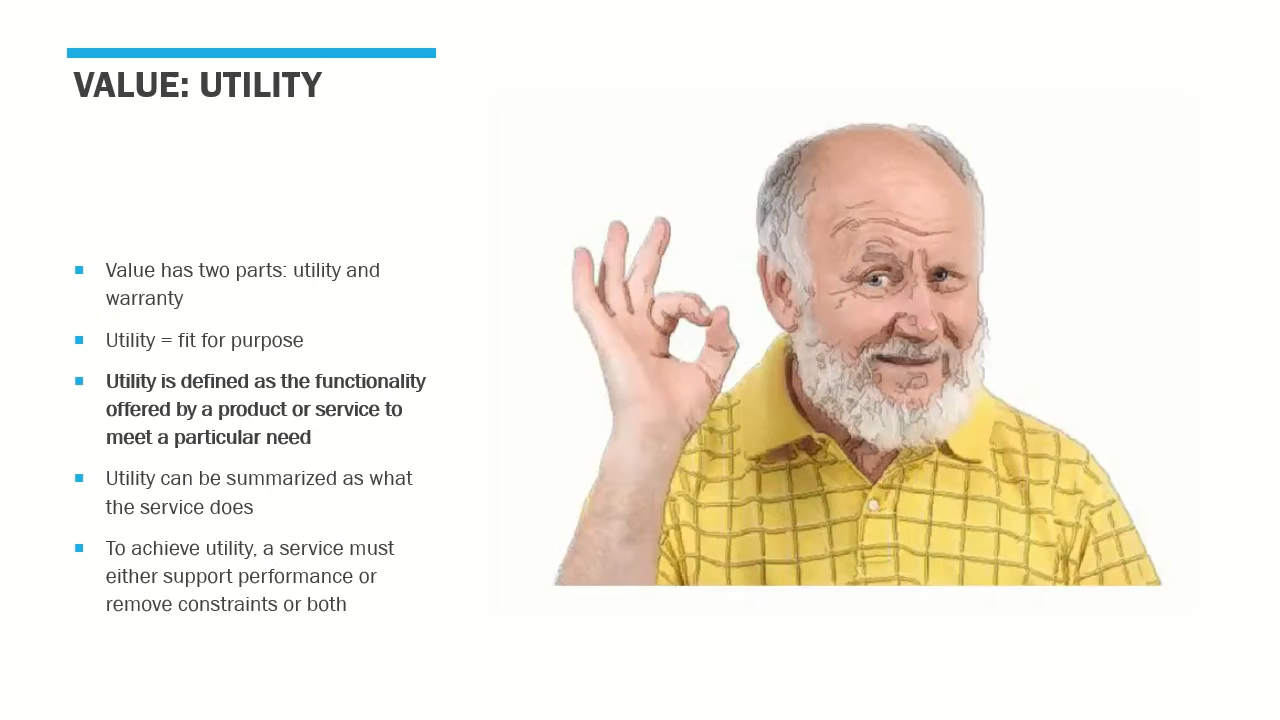 VALUE: UTILITY
Value has two parts: utility and
warranty
Utility = fit for purpose
Utility is defined as the functionality
offered by a product or service to
meet a particular need
Utility can be summarized as what
the service does
To achieve utility, a service must
either support performance or
remove constraints or both